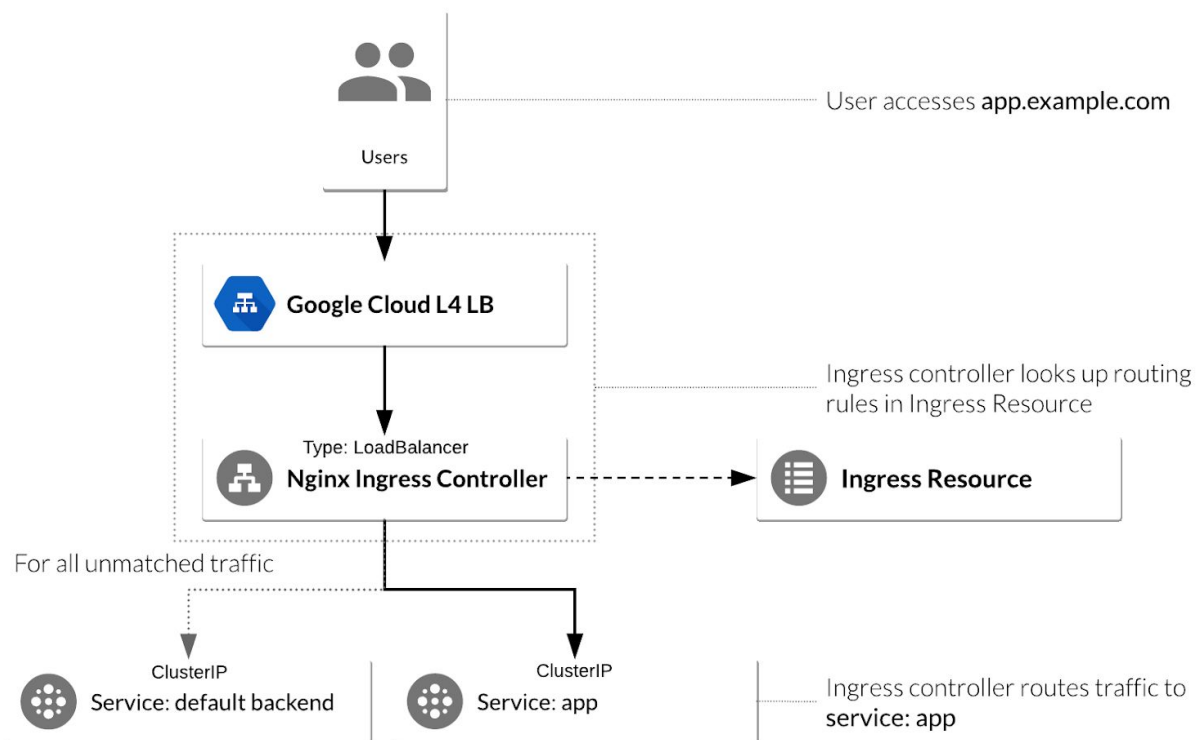 Users
User accesses app.example.com
Google Cloud L4 LB
Ingress controller looks up routing
rules in Ingress Resource
Type: LoadBalancer
Nginx Ingress Controller
Ingress Resource
For all unmatched traffic
ClusterIP
Service: default backend
ClusterIP
Service: app
Ingress controller routes traffic to
service: app